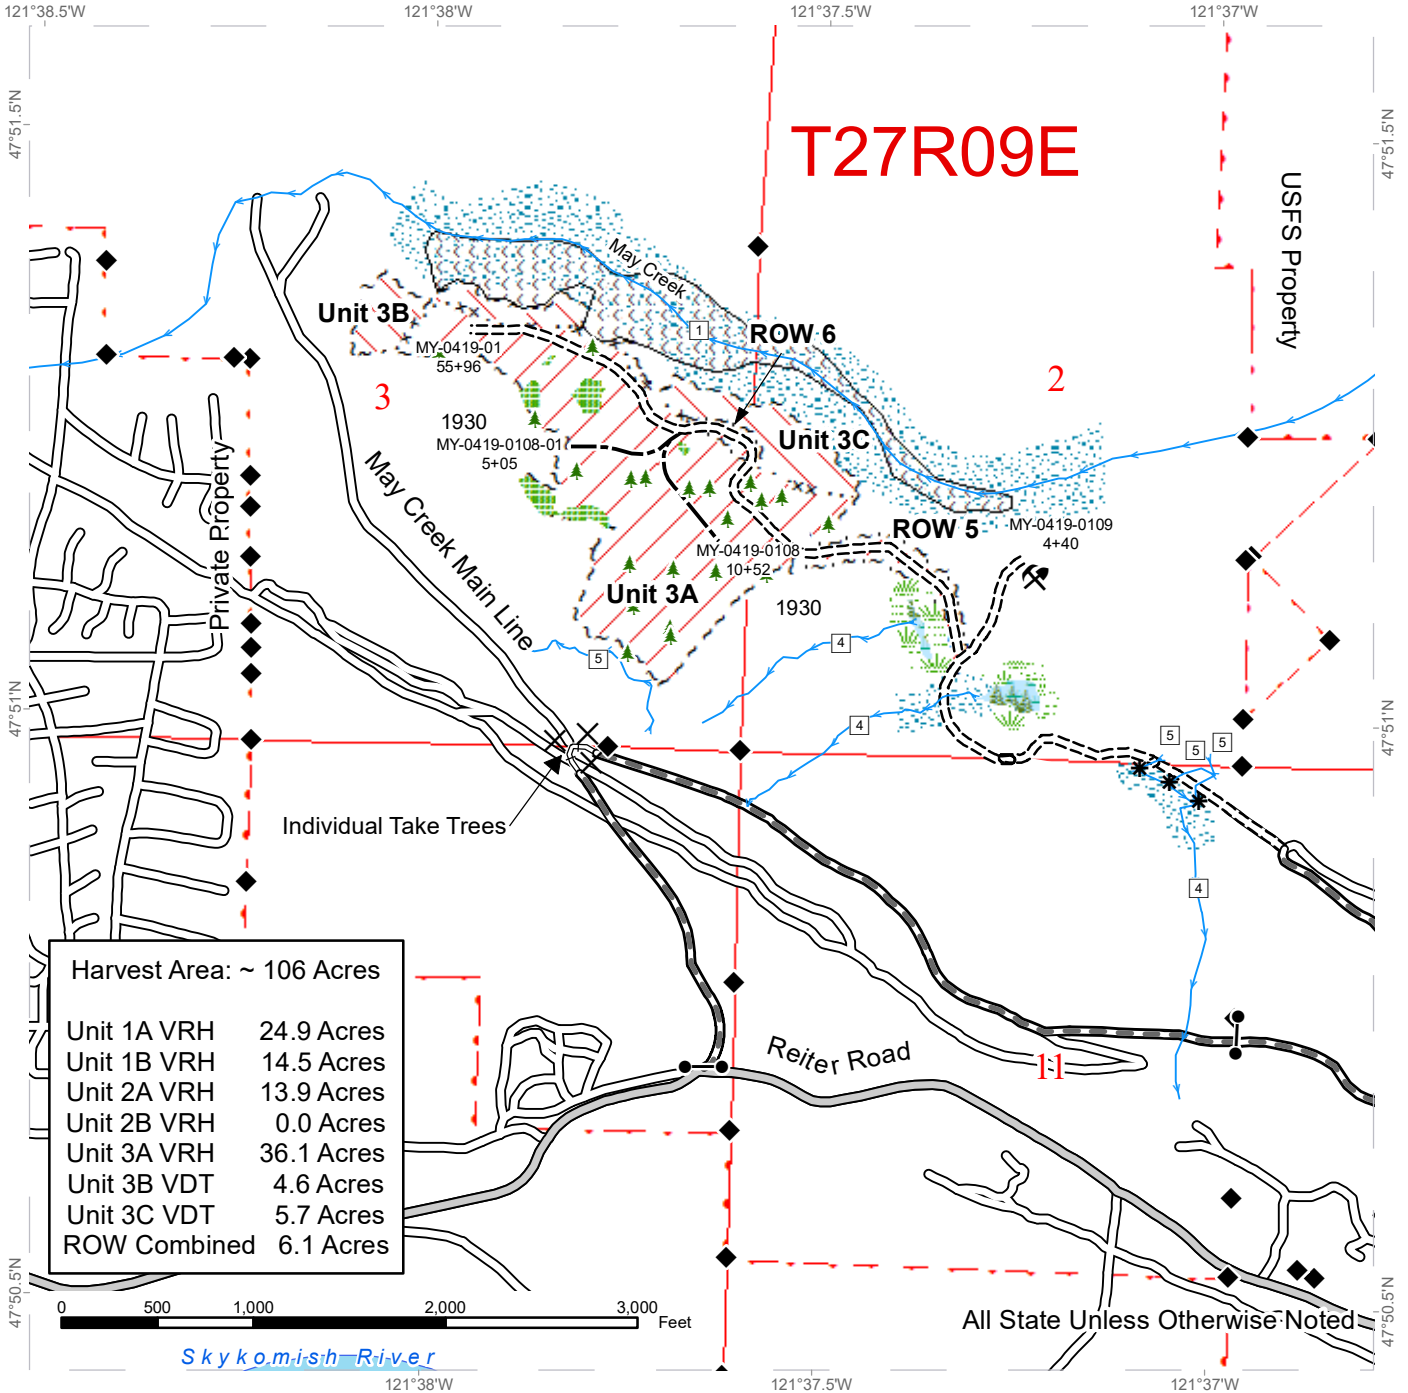 121°38.5'W
121°38'W
121°37.5'W
121°37'W
47°51.5'N
47°51.5'N
T27R09E
USFS Property
May Creek
Unit 3B
1
ROW 6
MY-0419-01
55+96
2
3
1930
MY-0419-0108-01
5+05
Unit 3C
Private Property
May Creek Main Line
ROW 5
MY-0419-0109
4+40
MY-0419-0108
10+52
Unit 3A
1930
5
4
4
47°51'N
47°51'N
5
5
5
Individual Take Trees
4
Harvest Area: ~ 106 Acres
Unit 1A VRH 24.9 Acres
Unit 1B VRH 14.5 Acres
Unit 2A VRH 13.9 Acres
Unit 2B VRH 0.0 Acres
Unit 3A VRH 36.1 Acres
Unit 3B VDT 4.6 Acres
Unit 3C VDT 5.7 Acres
ROW Combined 6.1 Acres
Reiter Road
11
47°50.5'N
47°50.5'N
0 500 1,000 2,000 3,000
Feet
All State Unless Otherwise Noted
Skykomish River
121°38'W
121°37.5'W
121°37'W